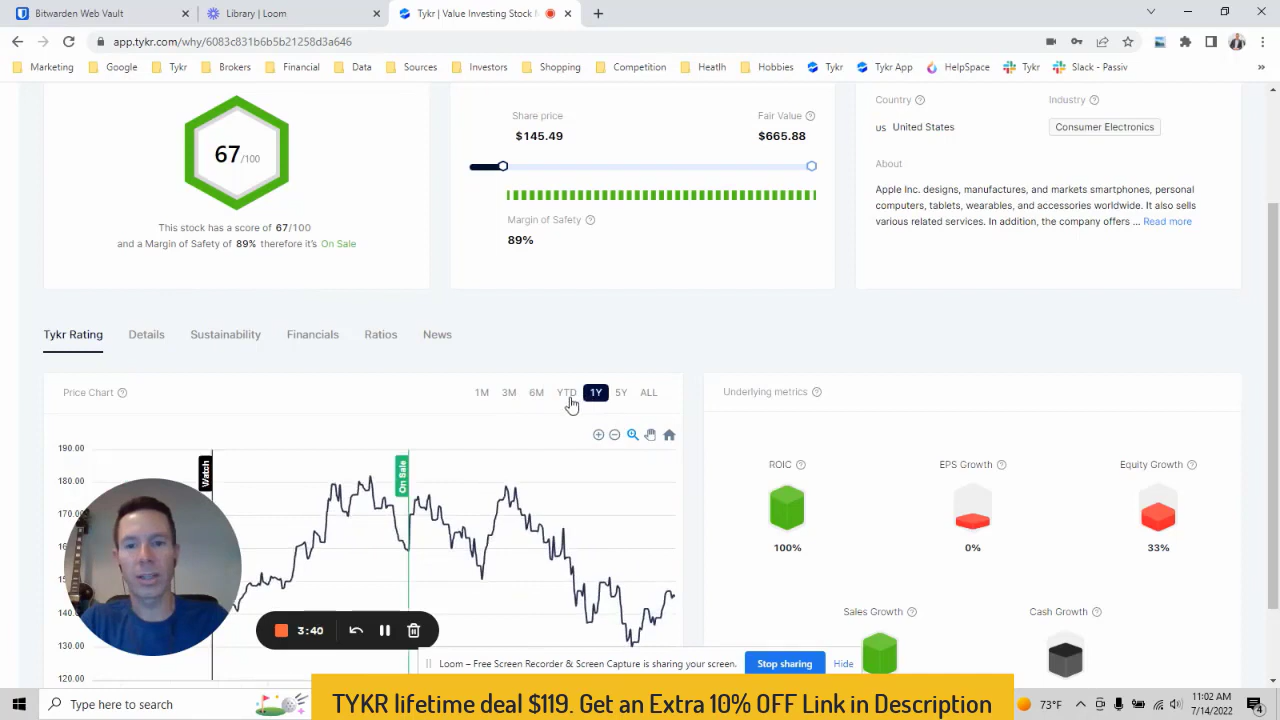 Bitwarden Web Vault
Library | Loom
Tykr | Value Investing Stock
app.tykr.com/why/6083c831b6b5b21258d3a646
Marketing
Google
Tykr
Brokers
Financial
Data
Sources
Investors
Shopping
Competition
Heatlh
Hobbies
Tykr
Tykr App
HelpSpace
Tykr
Slack - Passiv
»
67/100
This stock has a score of 67/100
and a Margin of Safety of 89% therefore it's On Sale
Share price
Fair Value ?
$145.49
$665.88
Margin of Safety ?
89%
Country ?
Industry ?
US United States
Consumer Electronics
About
Apple Inc. designs, manufactures, and markets smartphones, personal
computers, tablets, wearables, and accessories worldwide. It also sells
various related services. In addition, the company offers ... Read more
Tykr Rating
Details
Sustainability
Financials
Ratios
News
Price Chart ?
1M
3M
6M
YTD
1Y
5Y
ALL
190.00
180.00
170.00
130.00
120.00
Watch
On Sale
Underlying metrics ?
ROIC ?
EPS Growth ?
Equity Growth ?
100%
0%
33%
Sales Growth ?
Cash Growth ?
3:40
Loom – Free Screen Recorder & Screen Capture is sharing your screen.
Stop sharing
Hide
TYKR lifetime deal $119. Get an Extra 10% OFF Link in Description
Type here to search
73°F
11:02 AM
7/14/2022
4